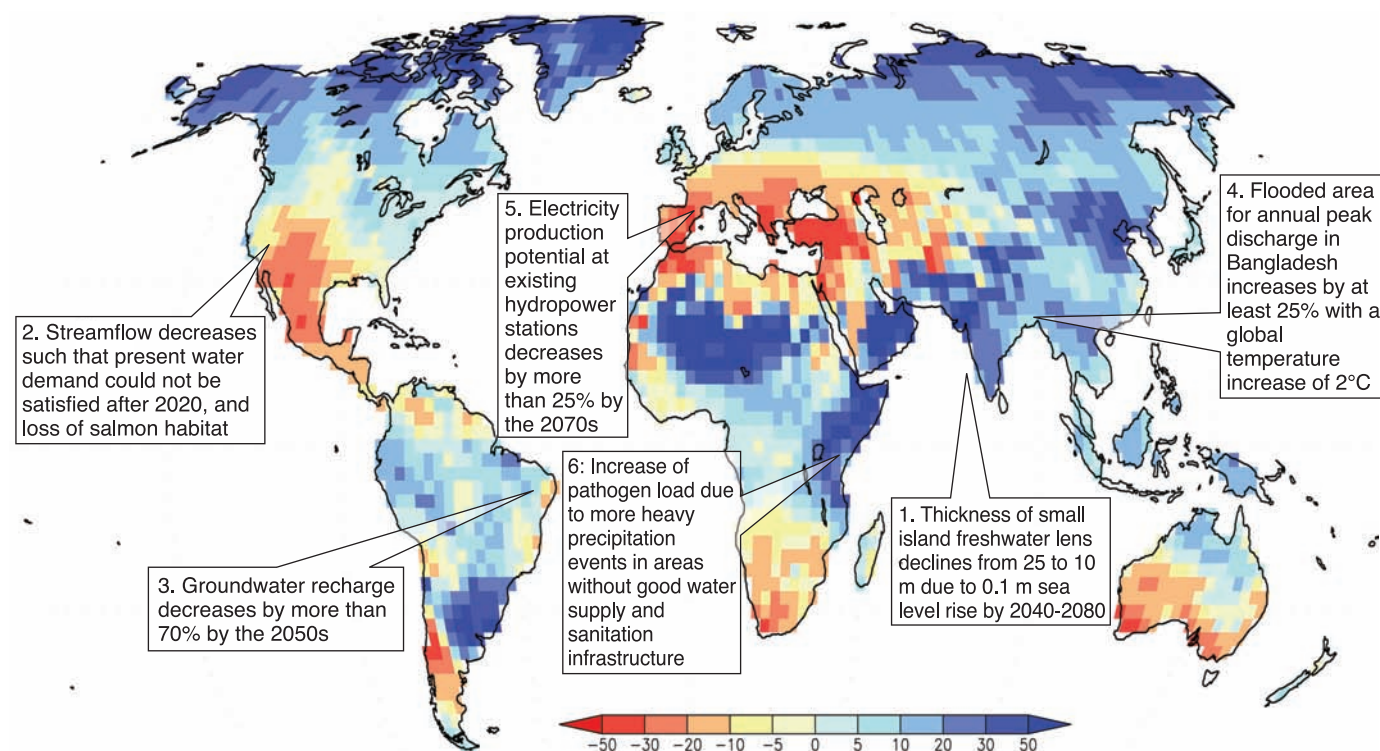 5. Electricity
production
potential at
existing
hydropower
stations
decreases
by more
than 25% by
the 2070s
4. Flooded area
for annual peak
discharge in
Bangladesh
increases by at
least 25% with a
global
temperature
increase of 2°C
2. Streamflow decreases
such that present water
demand could not be
satisfied after 2020, and
loss of salmon habitat
6: Increase of
pathogen load due
to more heavy
precipitation
events in areas
without good water
supply and
sanitation
infrastructure
1. Thickness of small
island freshwater lens
declines from 25 to 10
m due to 0.1 m sea
level rise by 2040-2080
3. Groundwater recharge
decreases by more than
70% by the 2050s
-50 -30 -20 -10 -5 0 5 10 20 30 50